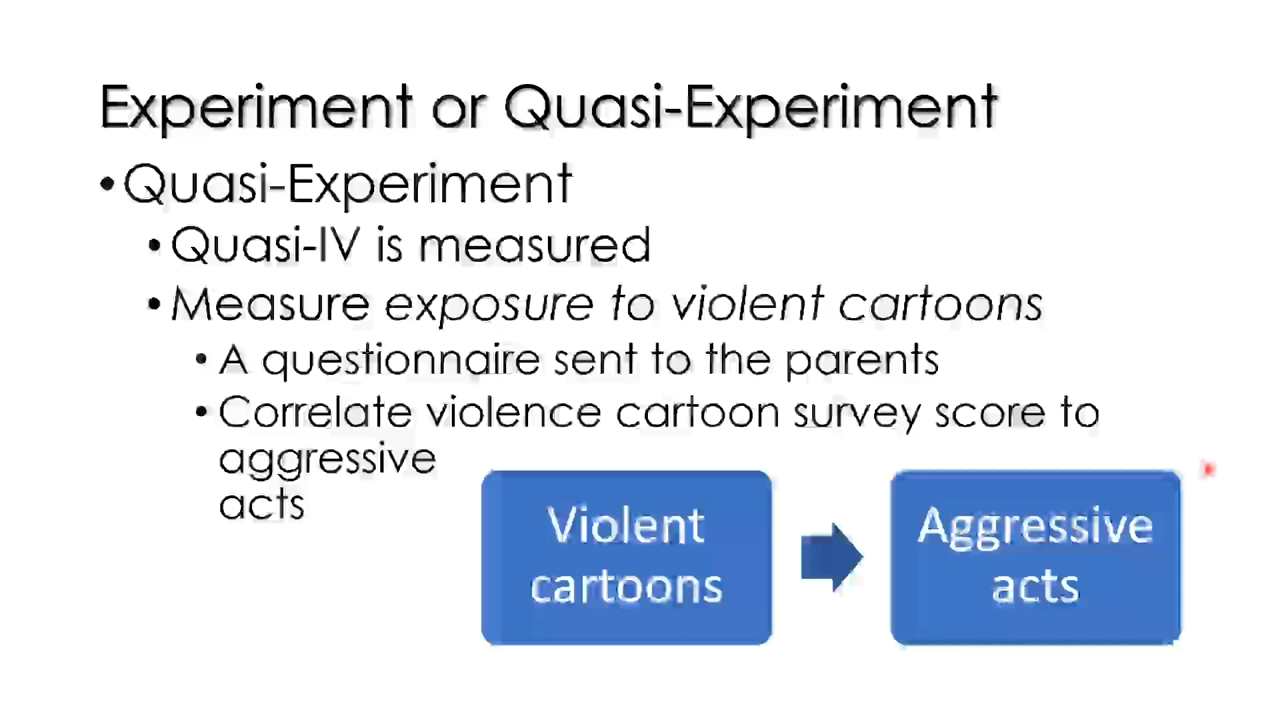 Experiment or Quasi-Experiment
•Quasi-Experiment
•Quasi-IV is measured
•Measure exposure to violent cartoons
•A questionnaire sent to the parents
•Correlate violence cartoon survey score to
aggressive
acts
Violent
cartoons
Aggressive
acts